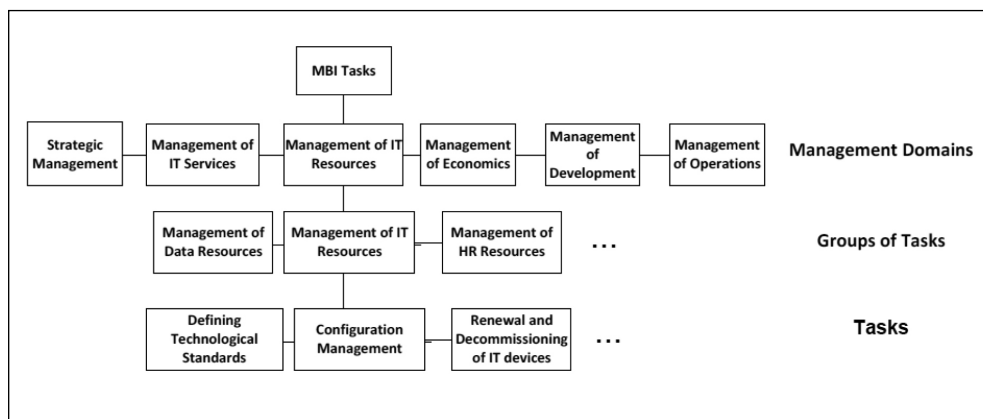 MBI Tasks
Strategic
Management
Management of
IT Services
Management of IT
Resources
Management
of Economics
Management
of
Development
Management
of Operations
Management Domains
Management of
Data Resources
Management of IT
Resources
Management of
HR Resources
...
Groups of Tasks
Defining
Technological
Standards
Configuration
Management
Renewal and
Decommissioning
of IT devices
...
Tasks